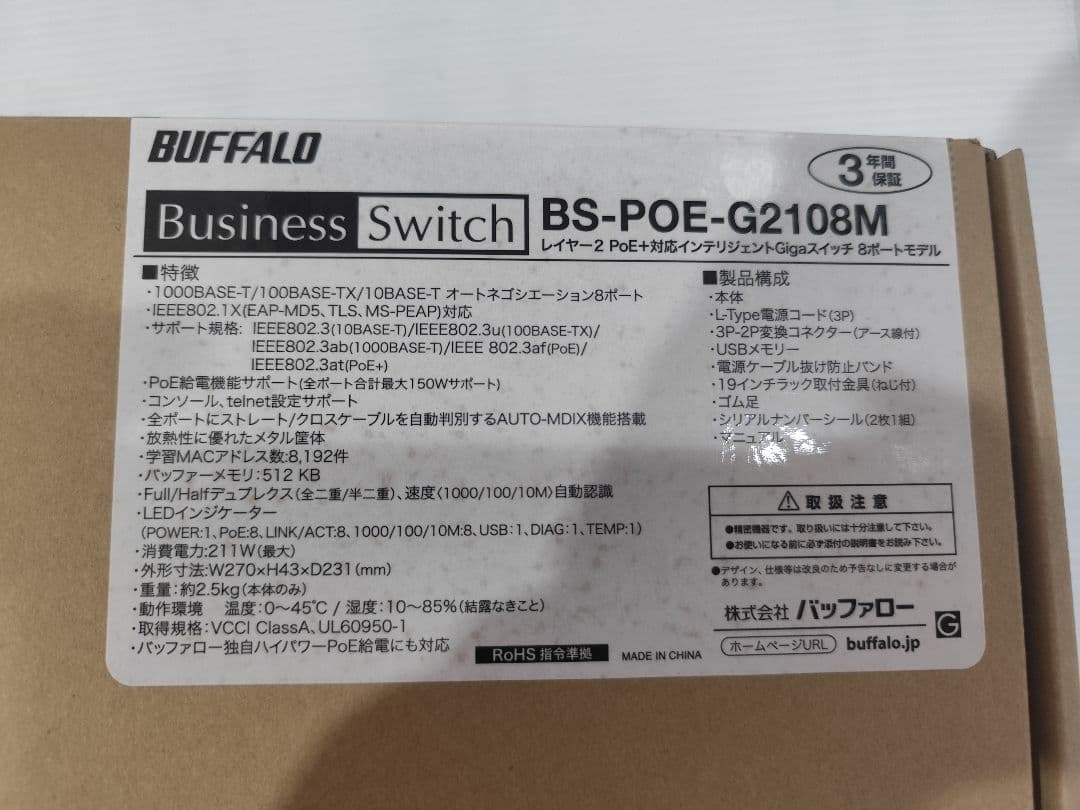 BUFFALO
3年間保証
Business Switch
BS-POE-G2108M
レイヤー2 PoE+対応インテリジェントGigaスイッチ 8ポートモデル
■特徴
・1000BASE-T/100BASE-TX/10BASE-T オートネゴシエーション8ポート
・IEEE802.1X(EAP-MD5、TLS、MS-PEAP)対応
・サポート規格: IEEE802.3(10BASE-T)/IEEE802.3u(100BASE-TX)/
IEEE802.3ab(1000BASE-T)/IEEE 802.3af(PoE)/
IEEE802.3at(PoE+)
・PoE給電機能サポート(全ポート合計最大150Wサポート)
・コンソール、telnet設定サポート
・全ポートにストレート/クロスケーブルを自動判別するAUTO-MDIX機能搭載
・放熱性に優れたメタル筐体
・学習MACアドレス数:8,192件
・バッファーメモリ:512 KB
・Full/Halfデュプレクス(全二重/半二重)、速度〈1000/100/10M〉自動認識
・LEDインジケーター
(POWER:1、PoE:8、LINK/ACT:8、1000/100/10M:8、USB:1、DIAG:1、TEMP:1)
・消費電力:211W(最大)
・外形寸法:W270×H43×D231(mm)
・重量:約2.5kg(本体のみ)
・動作環境 温度:0〜45℃ / 湿度:10〜85%(結露なきこと)
・取得規格:VCCI ClassA、UL60950-1
・バッファロー独自ハイパワーPoE給電にも対応
RoHS 指令準拠
MADE IN CHINA
■製品構成
・本体
・L-Type電源コード(3P)
・3P-2P変換コネクター(アース線付)
・USBメモリー
・電源ケーブル抜け防止バンド
・19インチラック取付金具(ねじ付)
・ゴム足
・シリアルナンバーシール(2枚1組)
・マニュアル
⚠取扱注意
●精密機器です。取り扱いには十分注意して下さい。
●お使いになる前に必ず添付の説明書をお読み下さい。
●デザイン、仕様等は改良のため予告なしに変更する場合が
あります。
株式会社 バッファロー
G
ホームページURL buffalo.jp